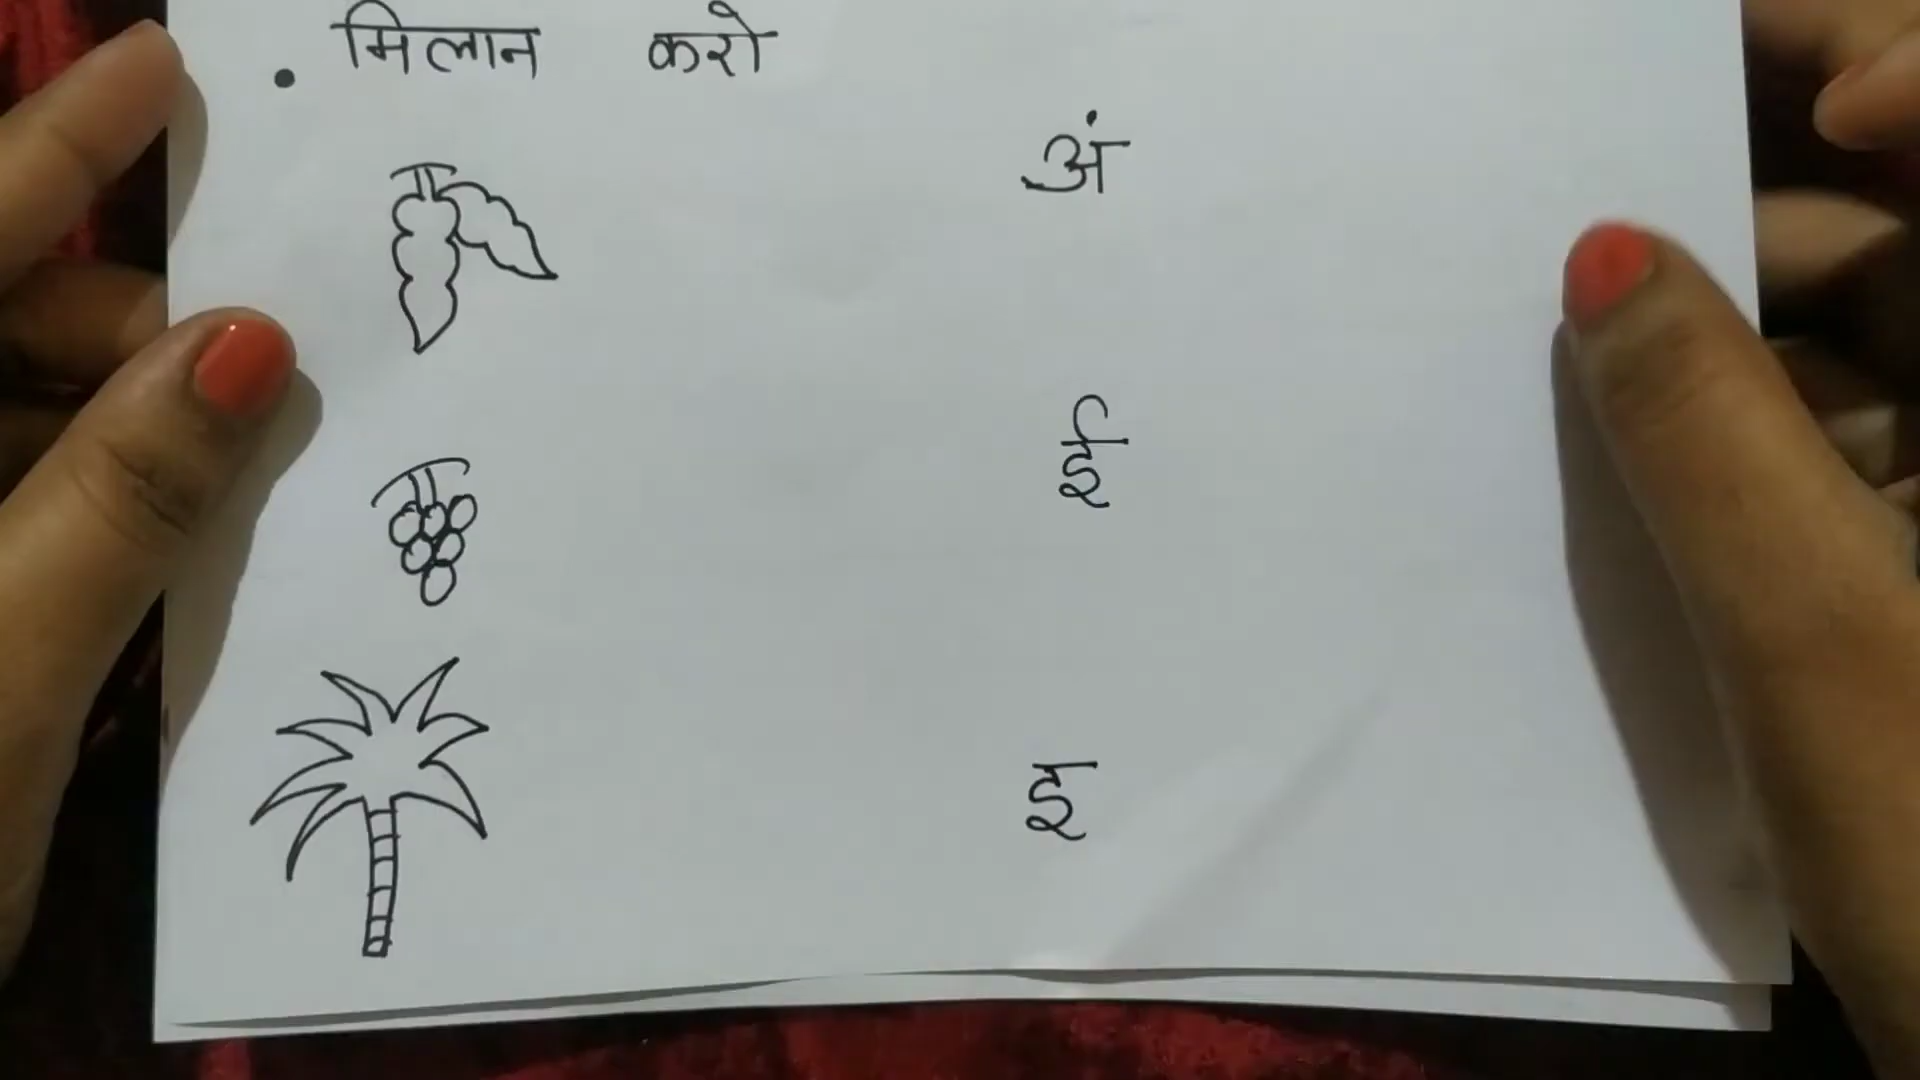 • मिलान करो
अं
ई
इ